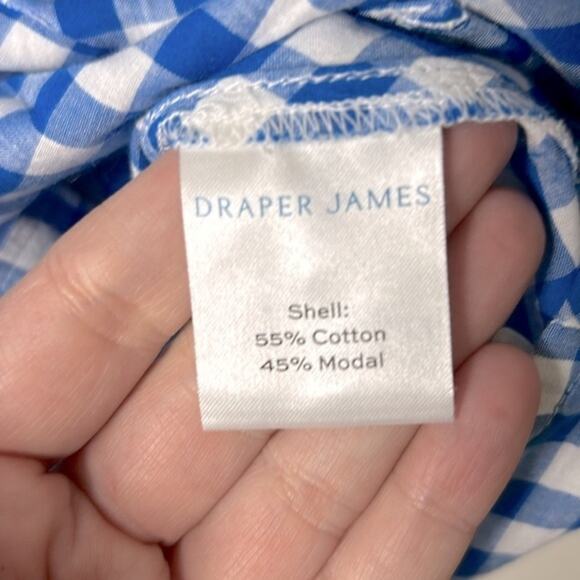 DRAPER JAMES
Shell:
55% Cotton
45% Modal